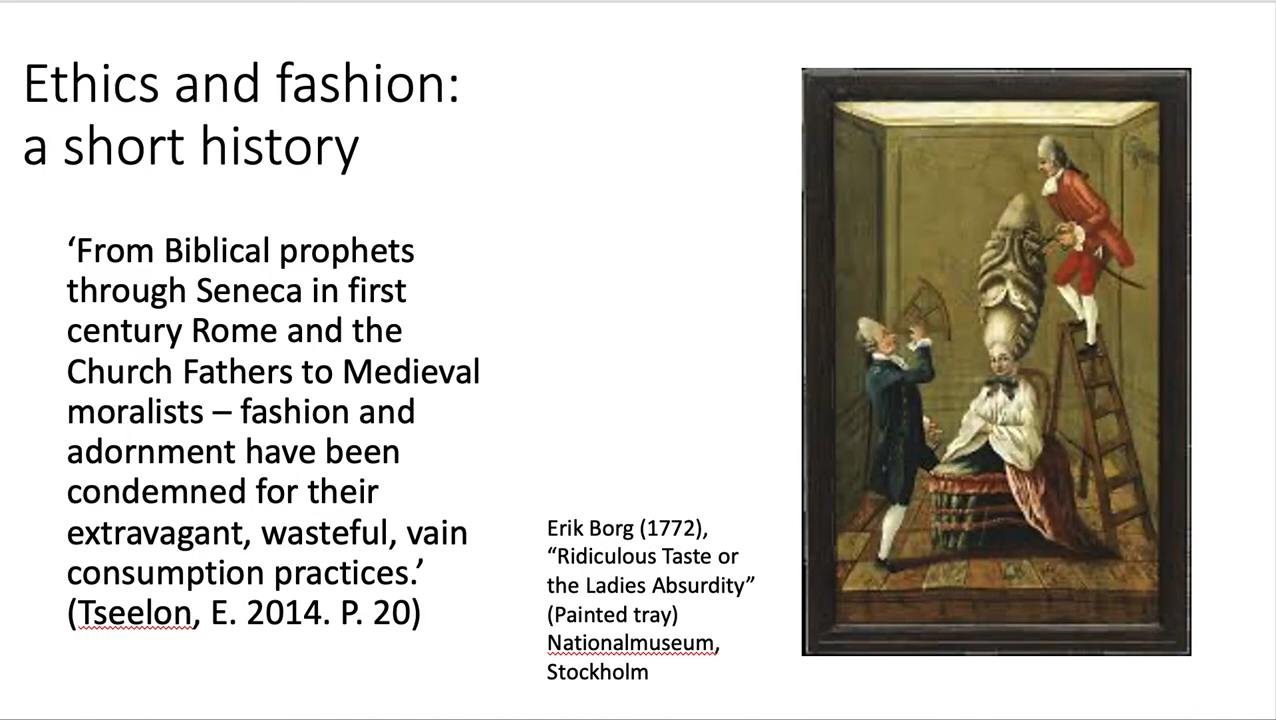 Ethics and fashion:
a short history
‘From Biblical prophets
through Seneca in first
century Rome and the
Church Fathers to Medieval
moralists – fashion and
adornment have been
condemned for their
extravagant, wasteful, vain
consumption practices.’
(Tseelon, E. 2014. P. 20)
Erik Borg (1772),
“Ridiculous Taste or
the Ladies Absurdity”
(Painted tray)
Nationalmuseum,
Stockholm